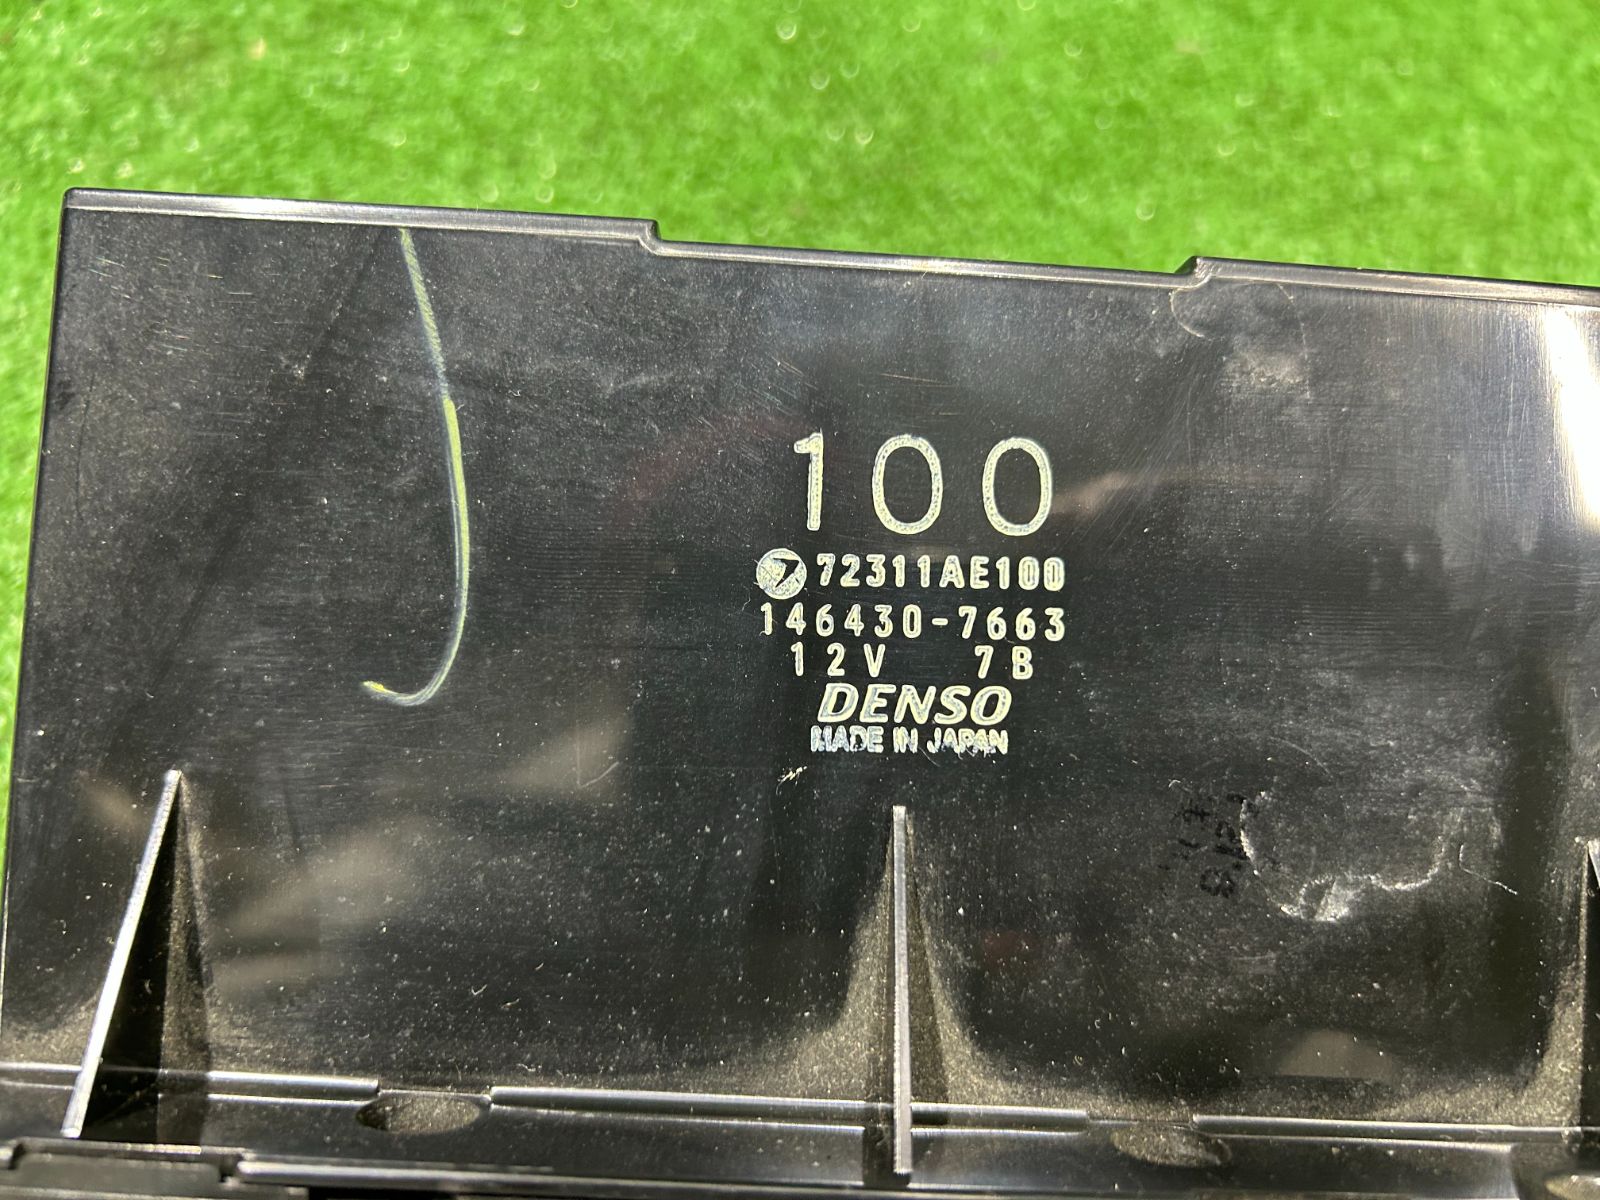 100
72311AE100
146430-7663
12V 7B
DENSO
MADE IN JAPAN